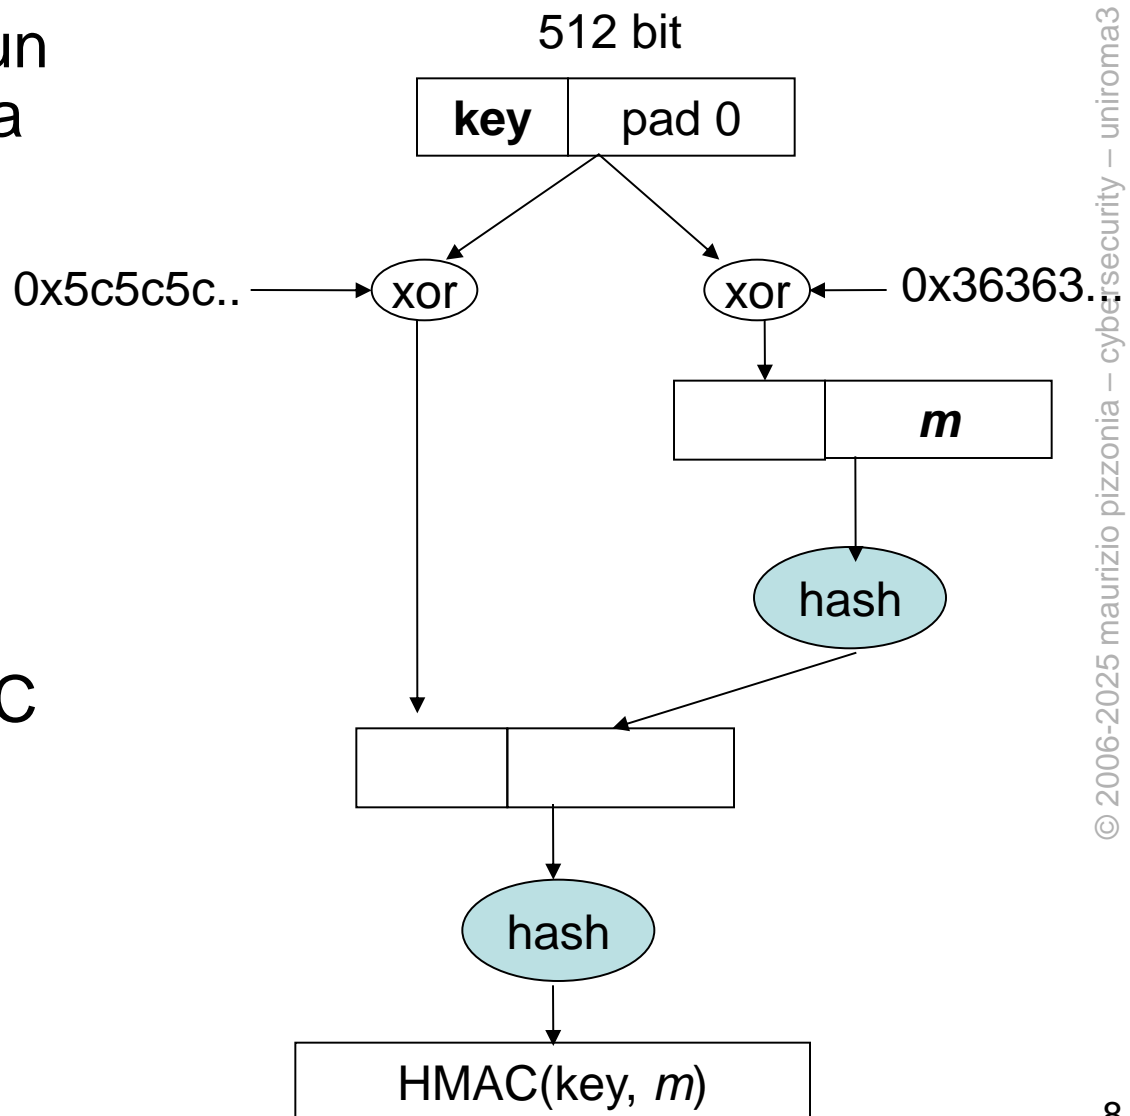 un
a
512 bit
key pad 0
0x5c5c5c.. xor xor 0x36363...
m
hash
C
hash
HMAC(key, m)
© 2006-2025 maurizio pizzonia – cybersecurity – uniroma3
8